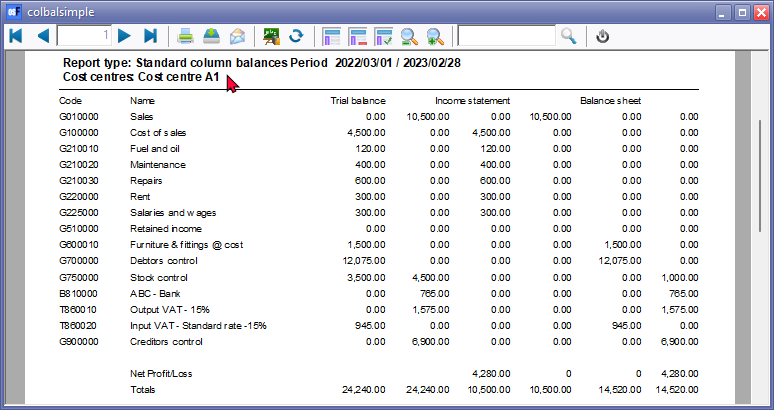 colbalsimple
1
Report type: Standard column balances Period 2022/03/01 / 2023/02/28
Cost centres: Cost centre A1
Code Name Trial balance Income statement Balance sheet
G010000 Sales 0.00 10,500.00 0.00 10,500.00 0.00 0.00
G100000 Cost of sales 4,500.00 0.00 4,500.00 0.00 0.00 0.00
G210010 Fuel and oil 120.00 0.00 120.00 0.00 0.00 0.00
G210020 Maintenance 400.00 0.00 400.00 0.00 0.00 0.00
G210030 Repairs 600.00 0.00 600.00 0.00 0.00 0.00
G220000 Rent 300.00 0.00 300.00 0.00 0.00 0.00
G225000 Salaries and wages 300.00 0.00 300.00 0.00 0.00 0.00
G510000 Retained income 0.00 0.00 0.00 0.00 0.00 0.00
G600010 Furniture & fittings @ cost 1,500.00 0.00 0.00 0.00 1,500.00 0.00
G700000 Debtors control 12,075.00 0.00 0.00 0.00 12,075.00 0.00
G750000 Stock control 3,500.00 4,500.00 0.00 0.00 0.00 1,000.00
B810000 ABC - Bank 0.00 765.00 0.00 0.00 0.00 765.00
T860010 Output VAT - 15% 0.00 1,575.00 0.00 0.00 0.00 1,575.00
T860020 Input VAT - Standard rate -15% 945.00 0.00 0.00 0.00 945.00 0.00
G900000 Creditors control 0.00 6,900.00 0.00 0.00 0.00 6,900.00
Net Profit/Loss 4,280.00 0 0 4,280.00
Totals 24,240.00 24,240.00 10,500.00 10,500.00 14,520.00 14,520.00